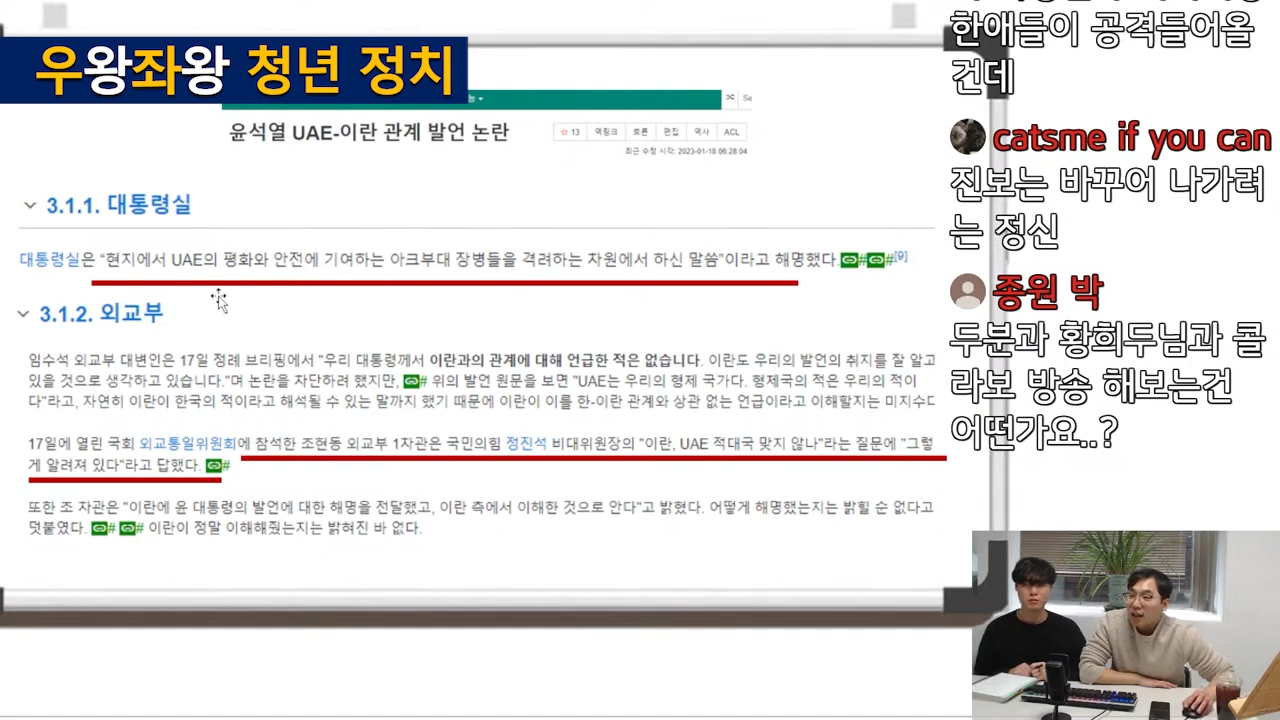 우왕좌왕 청년 정치
윤석열 UAE-이란 관계 발언 논란
13 역링크 토론 편집 역사 ACL
최근 수정 시각: 2023-01-18 06:28:04
3.1.1. 대통령실
대통령실은 “현지에서 UAE의 평화와 안전에 기여하는 아크부대 장병들을 격려하는 차원에서 하신 말씀”이라고 해명했다.## [9]
3.1.2. 외교부
임수석 외교부 대변인은 17일 정례 브리핑에서 "우리 대통령께서 이란과의 관계에 대해 언급한 적은 없습니다. 이란도 우리의 발언의 취지를 잘 알고
있을 것으로 생각하고 있습니다."며 논란을 차단하려 했지만, # 위의 발언 원문을 보면 "UAE는 우리의 형제 국가다. 형제국의 적은 우리의 적이
다"라고, 자연히 이란이 한국의 적이라고 해석될 수 있는 말까지 했기 때문에 이란이 이를 한-이란 관계와 상관 없는 언급이라고 이해할지는 미지수다
17일에 열린 국회 외교통일위원회에 참석한 조현동 외교부 1차관은 국민의힘 정진석 비대위원장의 "이란, UAE 적대국 맞지 않나"라는 질문에 "그렇
게 알려져 있다"라고 답했다. #
또한 조 차관은 "이란에 윤 대통령의 발언에 대한 해명을 전달했고, 이란 측에서 이해한 것으로 안다"고 밝혔다. 어떻게 해명했는지는 밝힐 순 없다고
덧붙였다. # # 이란이 정말 이해해줬는지는 밝혀진 바 없다.
한애들이 공격들어올
건데
catsme if you can
진보는 바꾸어 나가려
는 정신
종원 박
두분과 황희두님과 콜
라보 방송 해보는건
어떤가요..?